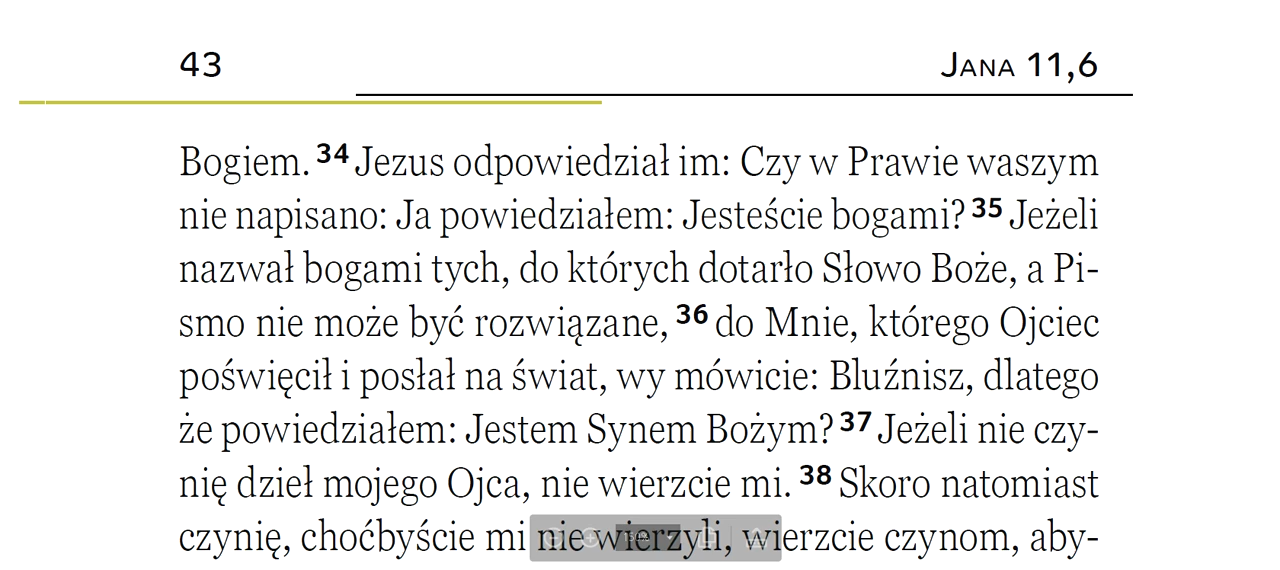 43 Jana 11,6
Bogiem. 34 Jezus odpowiedział im: Czy w Prawie waszym
nie napisano: Ja powiedziałem: Jesteście bogami? 35 Jeżeli
nazwał bogami tych, do których dotarło Słowo Boże, a Pi-
smo nie może być rozwiązane, 36 do Mnie, którego Ojciec
poświęcił i posłał na świat, wy mówicie: Bluźnisz, dlatego
że powiedziałem: Jestem Synem Bożym? 37 Jeżeli nie czy-
nię dzieł mojego Ojca, nie wierzcie mi. 38 Skoro natomiast
czynię, choćbyście mi nie wierzyli, wierzcie czynom, aby-